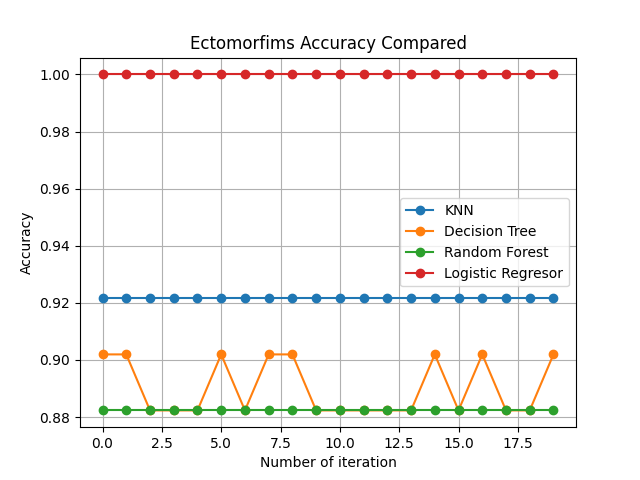 Ectomorfims Accuracy Compared
1.00
0.98
0.96
0.94
0.92
0.90
0.88
Accuracy
KNN
Decision Tree
Random Forest
Logistic Regresor
0.0 2.5 5.0 7.5 10.0 12.5 15.0 17.5
Number of iteration